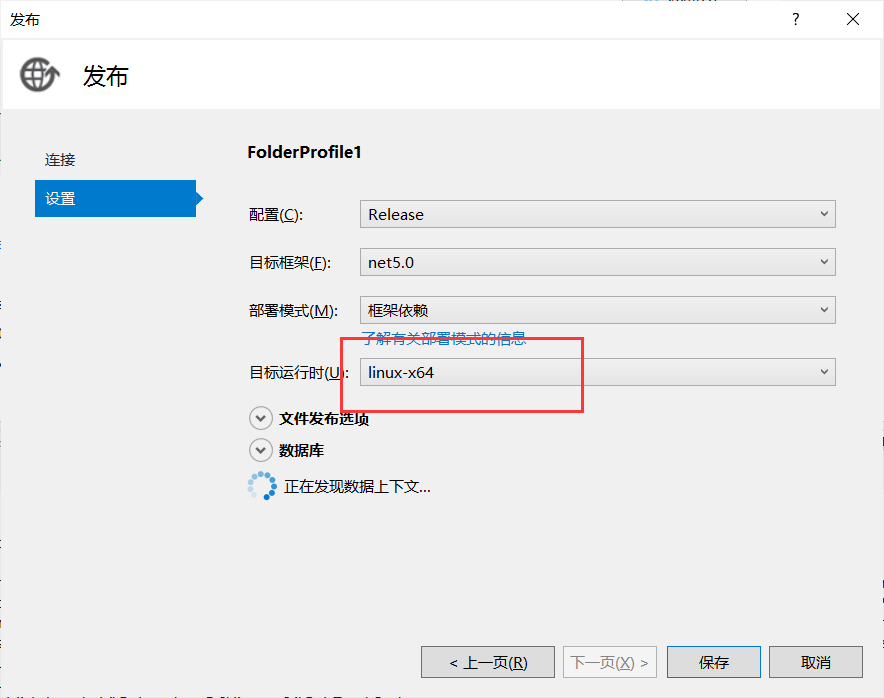 发布
?
发布
连接
设置
FolderProfile1
配置(C): Release
目标框架(F): net5.0
部署模式(M): 框架依赖
了解有关部署模式的信息
目标运行时(U): linux-x64
文件发布选项
数据库
正在发现数据上下文...
< 上一页(R) 下一页(X) > 保存 取消